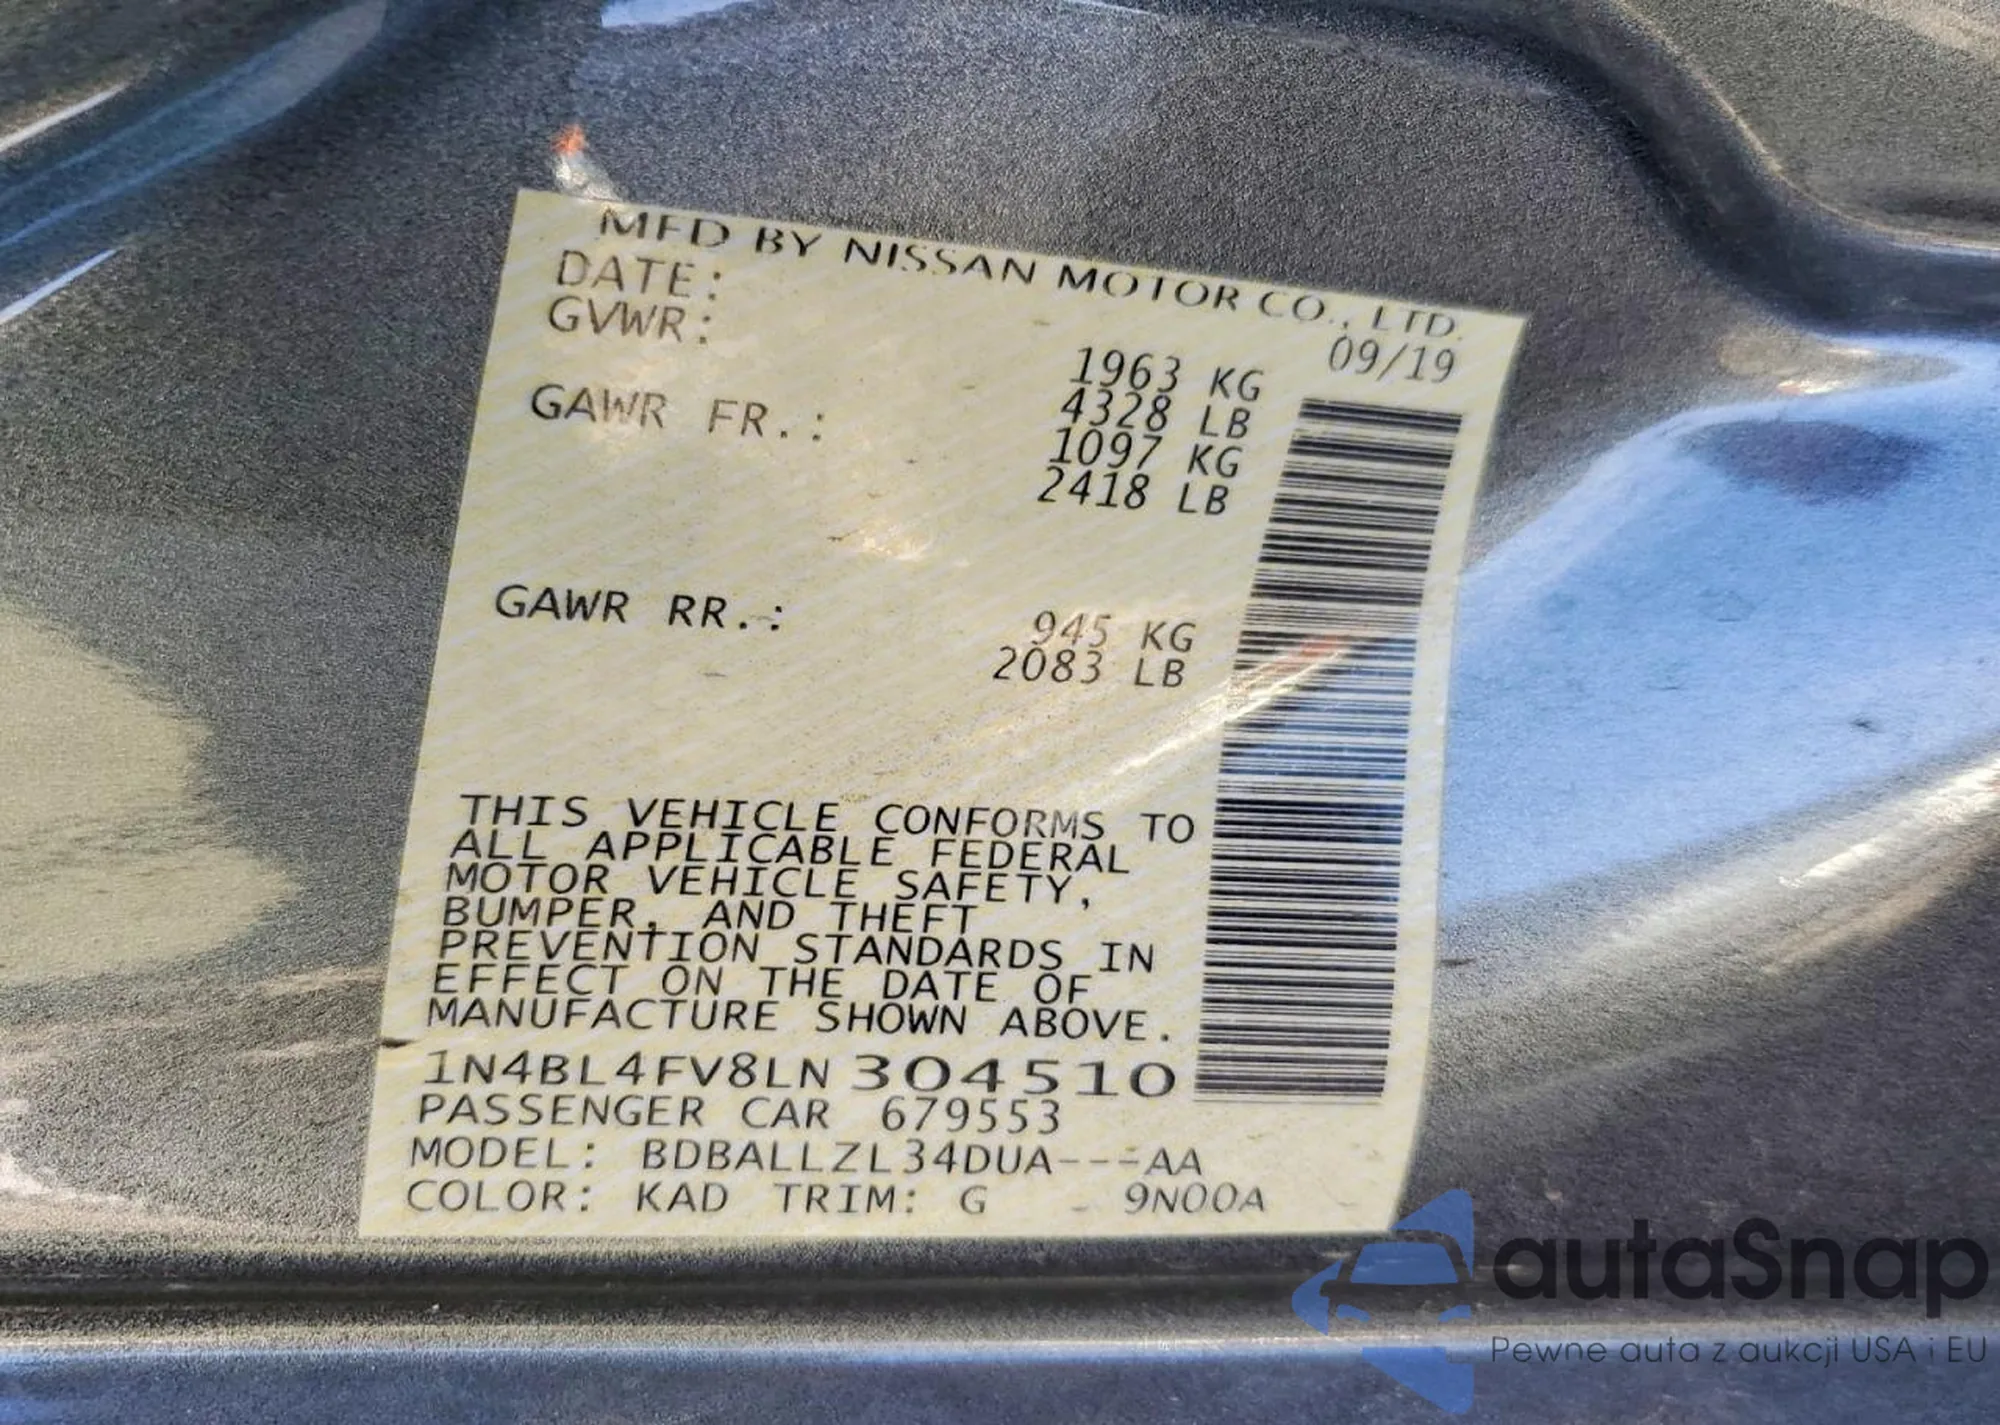 MFD BY NISSAN MOTOR CO., LTD.
DATE: 09/19
GVWR: 1963 KG
4328 LB
GAWR FR.: 1097 KG
2418 LB
GAWR RR.: 945 KG
2083 LB
THIS VEHICLE CONFORMS TO
ALL APPLICABLE FEDERAL
MOTOR VEHICLE SAFETY,
BUMPER, AND THEFT
PREVENTION STANDARDS IN
EFFECT ON THE DATE OF
MANUFACTURE SHOWN ABOVE.
1N4BL4FV8LN304510
PASSENGER CAR 679553
MODEL: BDBALLZL34DUA---AA
COLOR: KAD TRIM: G 9N00A
autaSnap
Pewne auta z aukcji USA i EU